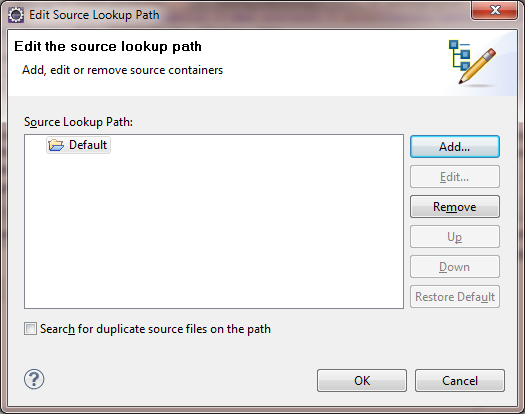 Edit Source Lookup Path
Edit the source lookup path
Add, edit or remove source containers
Source Lookup Path:
Default
Add...
Edit...
Remove
Up
Down
Restore Default
Search for duplicate source files on the path
?
OK
Cancel